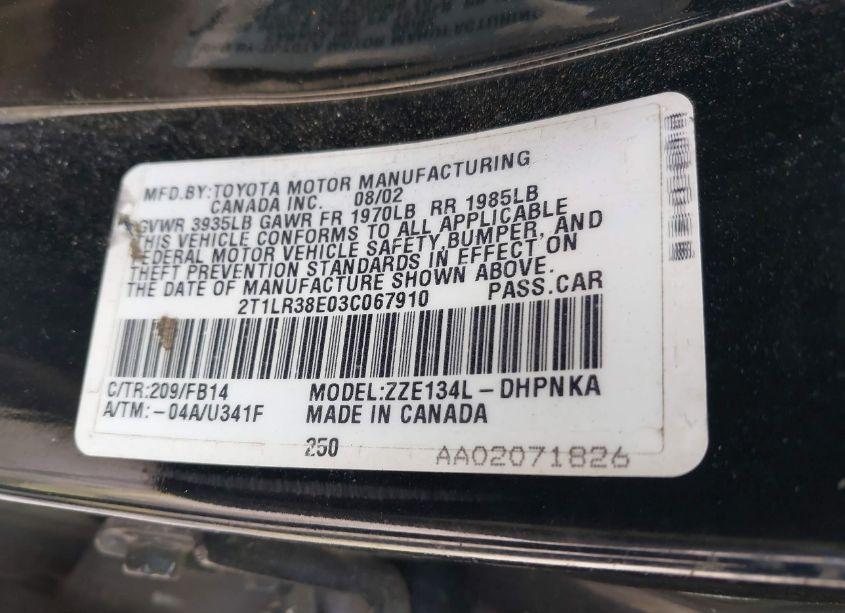 MFD.BY:TOYOTA MOTOR MANUFACTURING
CANADA INC. 08/02
GVWR 3935LB GAWR FR 1970LB RR 1985LB
THIS VEHICLE CONFORMS TO ALL APPLICABLE
FEDERAL MOTOR VEHICLE SAFETY,BUMPER, AND
THEFT PREVENTION STANDARDS IN EFFECT ON
THE DATE OF MANUFACTURE SHOWN ABOVE.
2T1LR38E03C067910 PASS.CAR
C/TR:209/FB14 MODEL:ZZE134L-DHPNKA
A/TM:-04A/U341F MADE IN CANADA
250 AA02071826